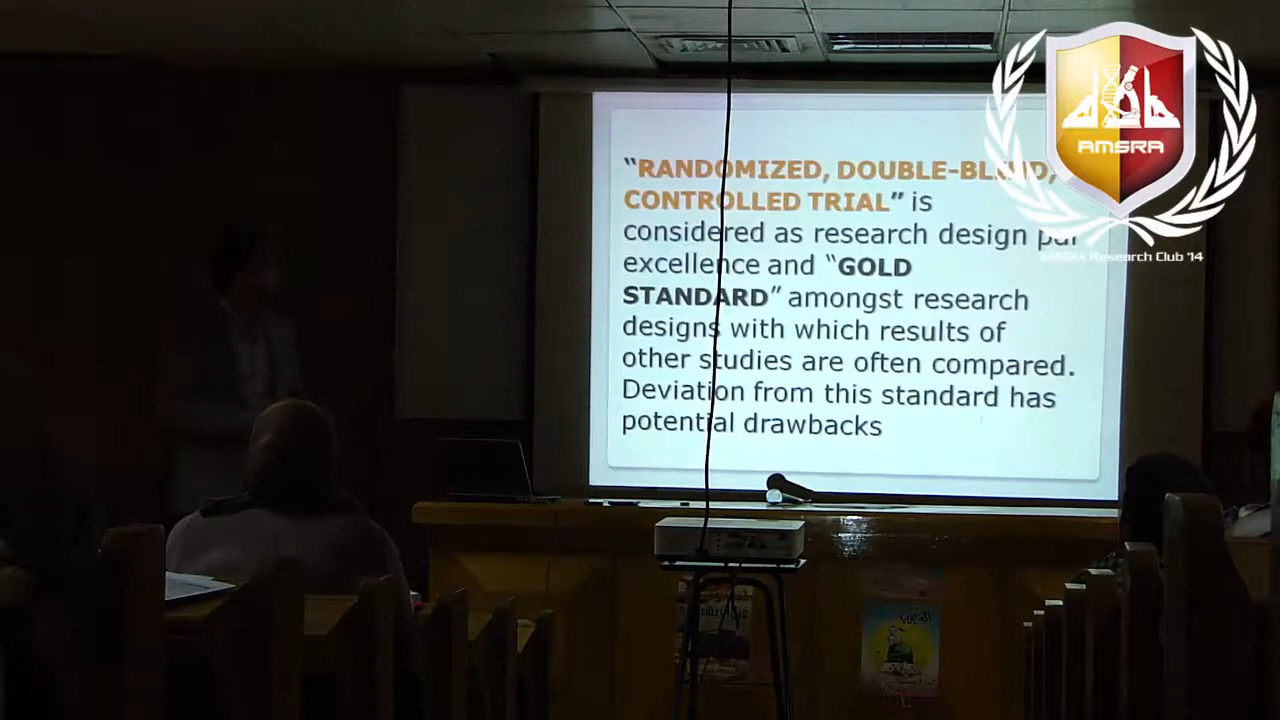 “RANDOMIZED, DOUBLE-BLIND,
CONTROLLED TRIAL” is
considered as research design par
excellence and “GOLD
STANDARD” amongst research
designs with which results of
other studies are often compared.
Deviation from this standard has
potential drawbacks
AMSRA
AMSRA Research Club '14
الحبيب